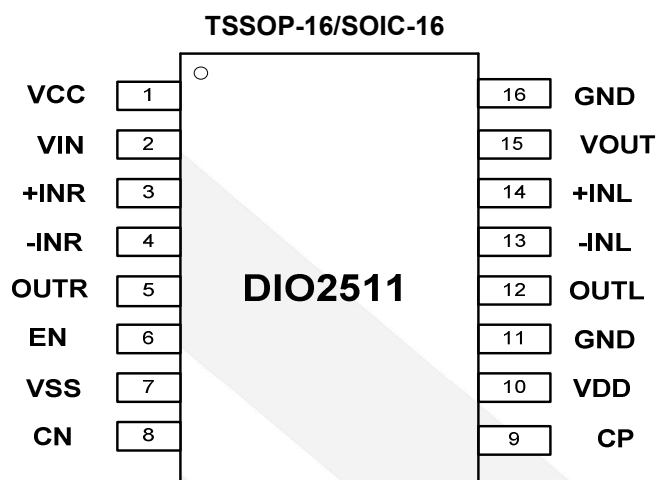 TSSOP-16/SOIC-16
VCC 1 16 GND
VIN 2 15 VOUT
+INR 3 14 +INL
-INR 4 13 -INL
OUTR 5 DIO2511 12 OUTL
EN 6 11 GND
VSS 7 10 VDD
CN 8 9 CP